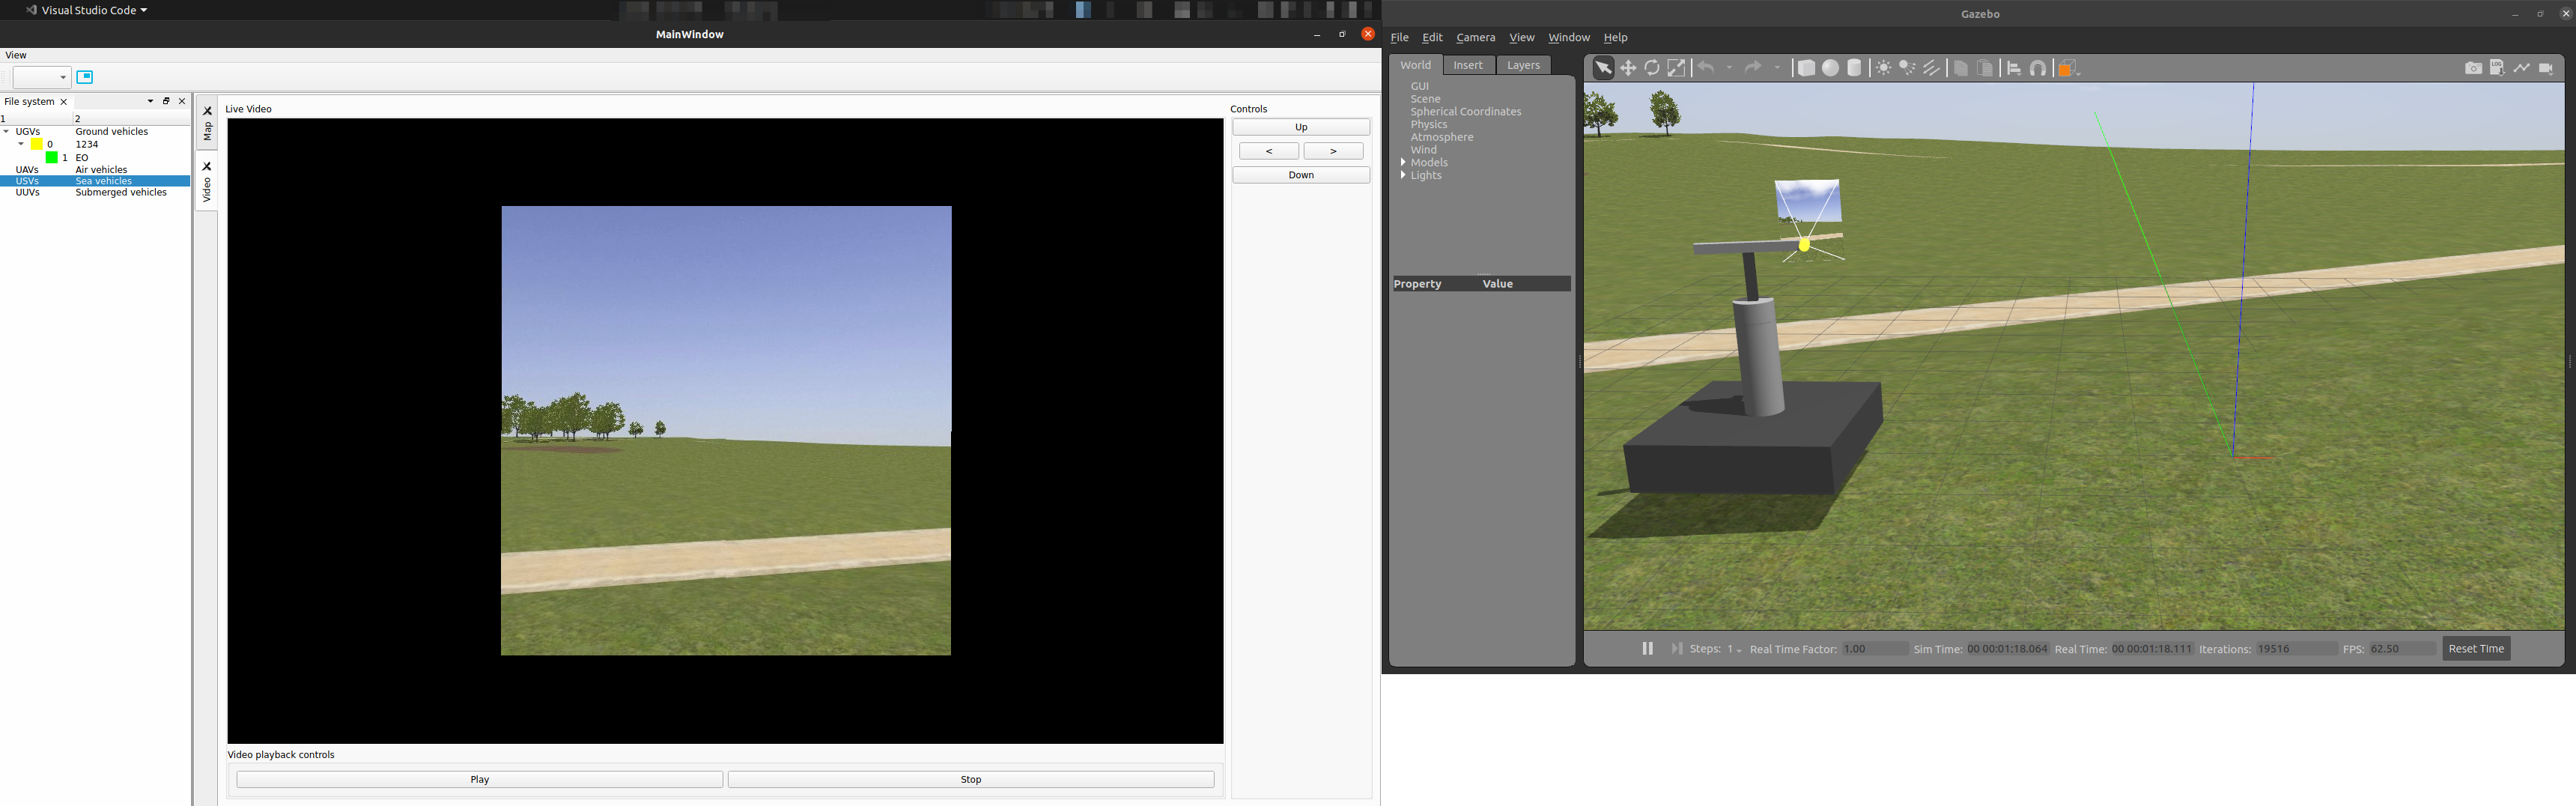 Visual Studio Code
MainWindow
View
File system
1 2
UGVs Ground vehicles
0 1234
1 EO
UAVs Air vehicles
USVs Sea vehicles
UUVs Submerged vehicles
Map
Video
Live Video
Controls
Up
< >
Down
Video playback controls
Play Stop
Gazebo
File Edit Camera View Window Help
World Insert Layers
GUI
Scene
Spherical Coordinates
Physics
Atmosphere
Wind
Models
Lights
Property Value
LOG
Steps: 1 Real Time Factor: 1.00 Sim Time: 00 00:01:18.064 Real Time: 00 00:01:18.111 Iterations: 19516 FPS: 62.50 Reset Time